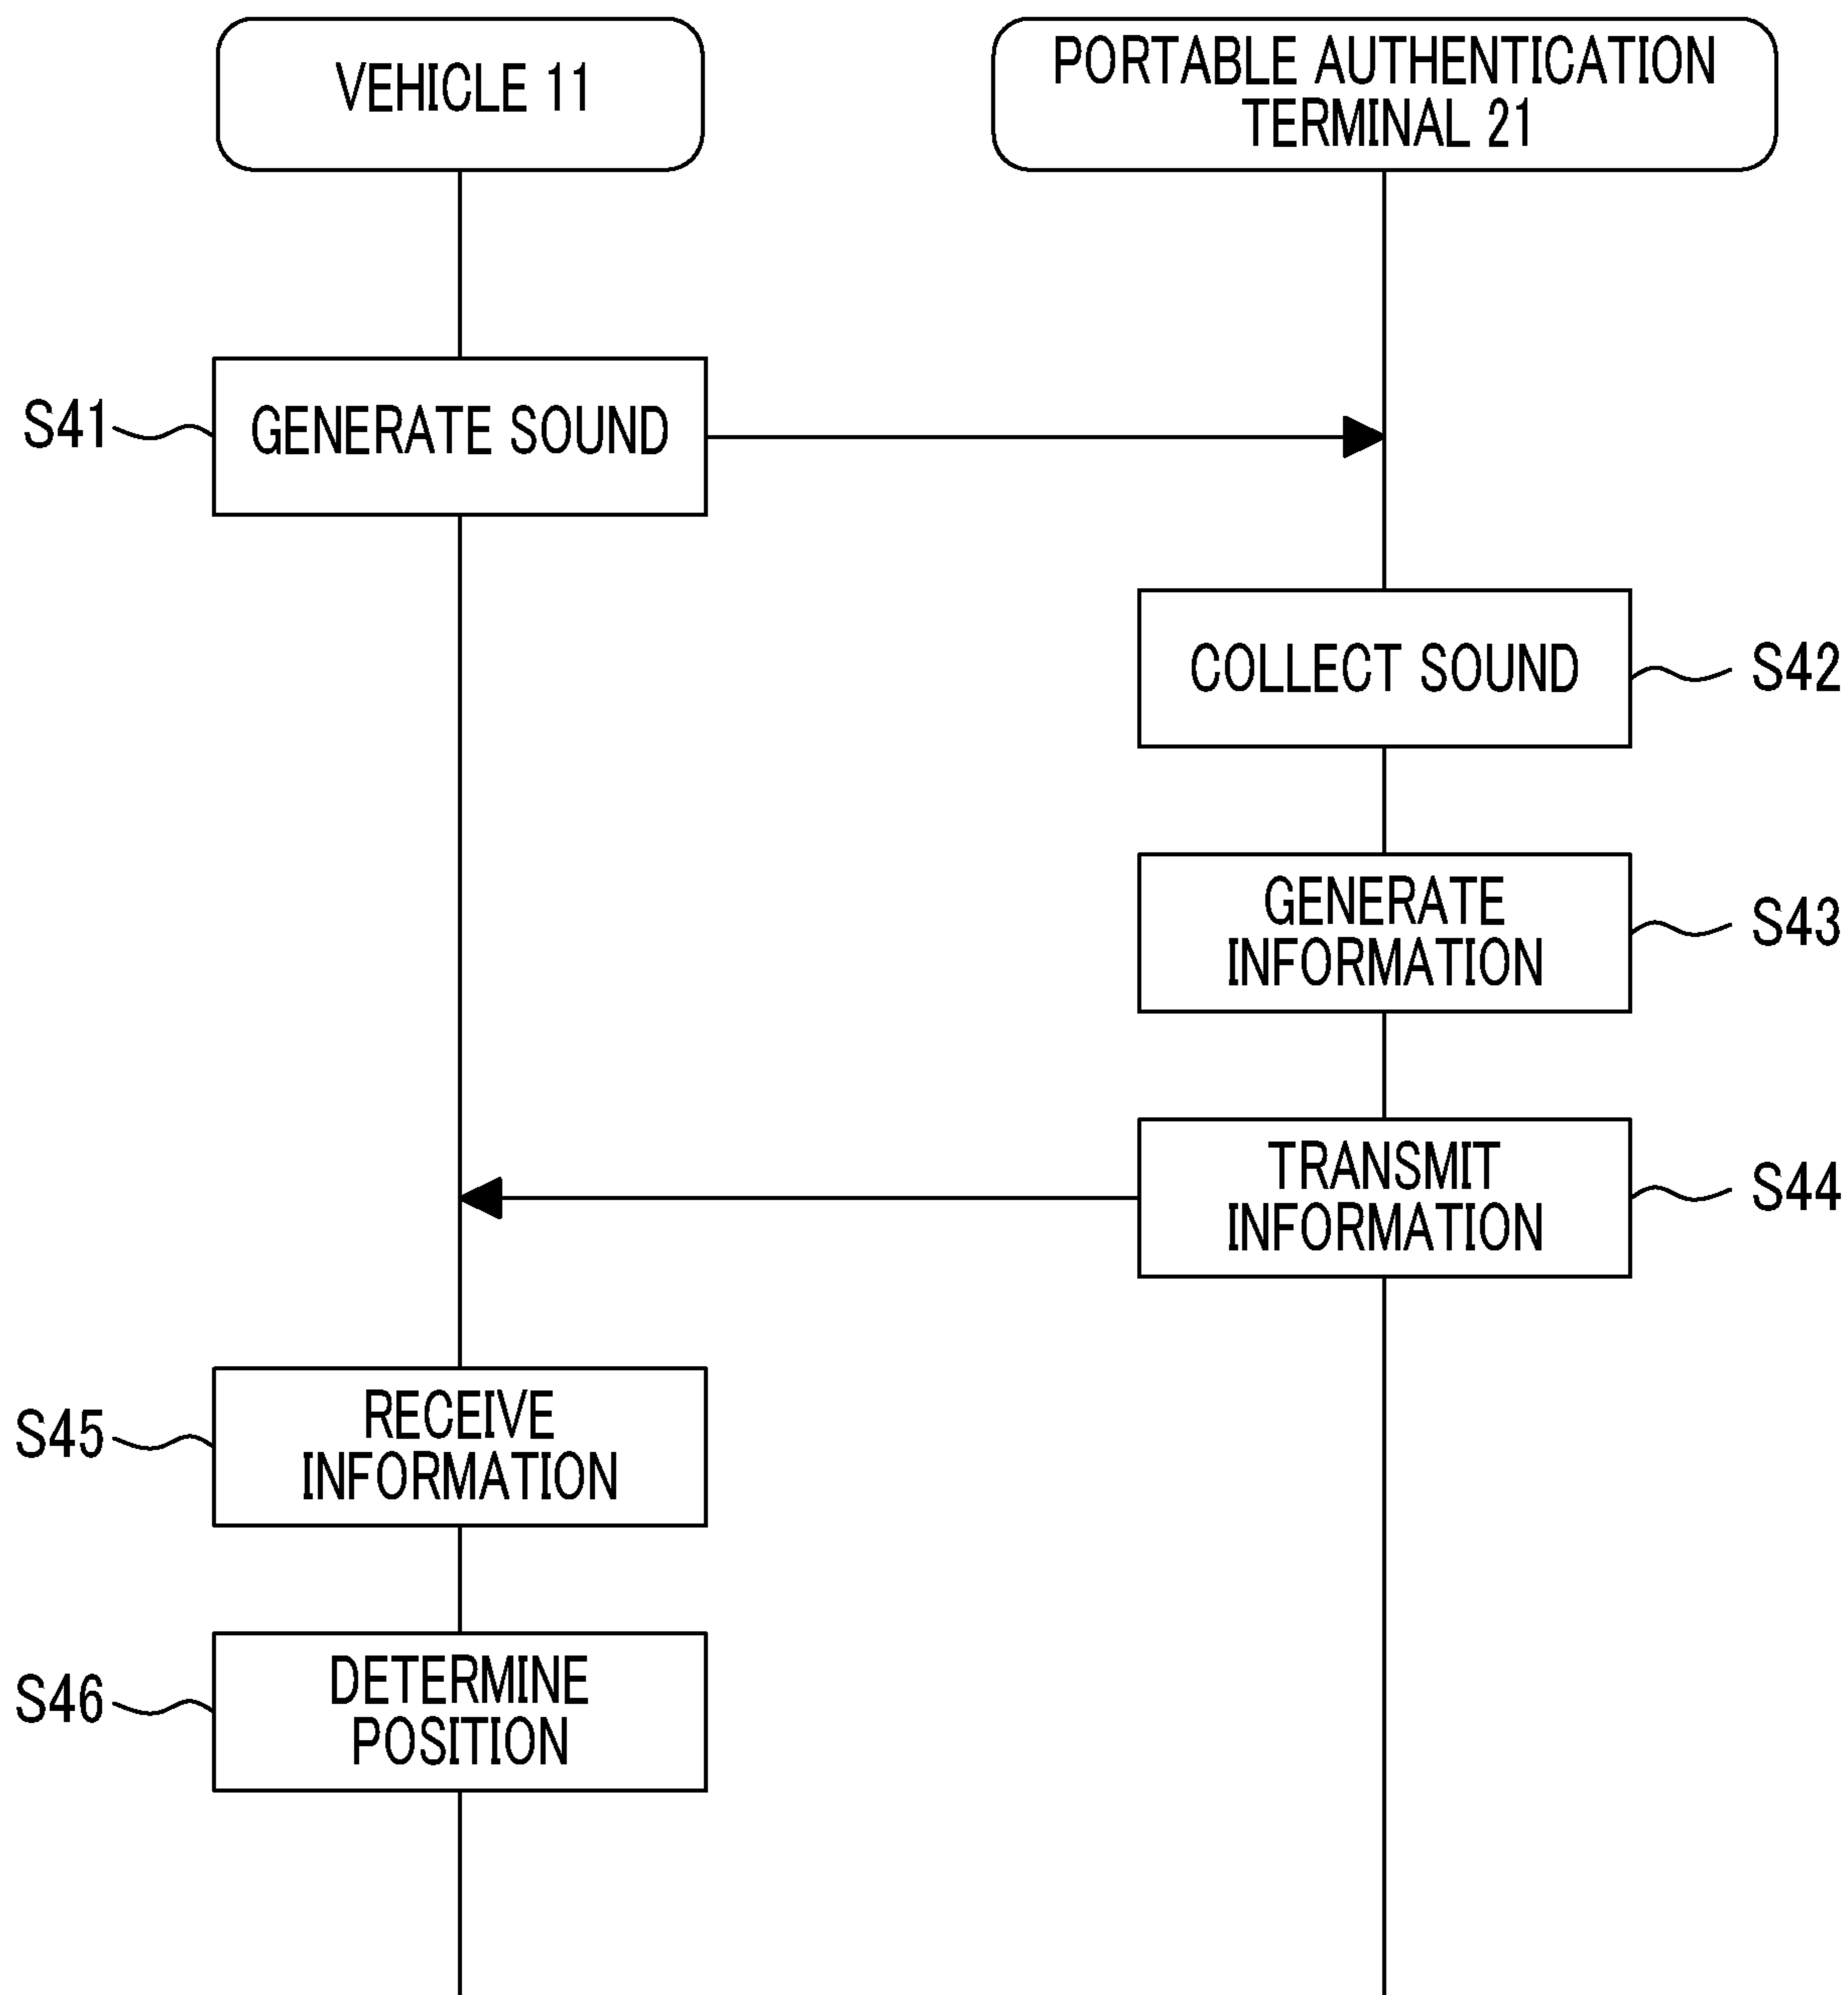 VEHICLE 11
PORTABLE AUTHENTICATION
TERMINAL 21
S41
GENERATE SOUND
COLLECT SOUND
S42
GENERATE
INFORMATION
S43
TRANSMIT
INFORMATION
S44
S45
RECEIVE
INFORMATION
S46
DETERMINE
POSITION